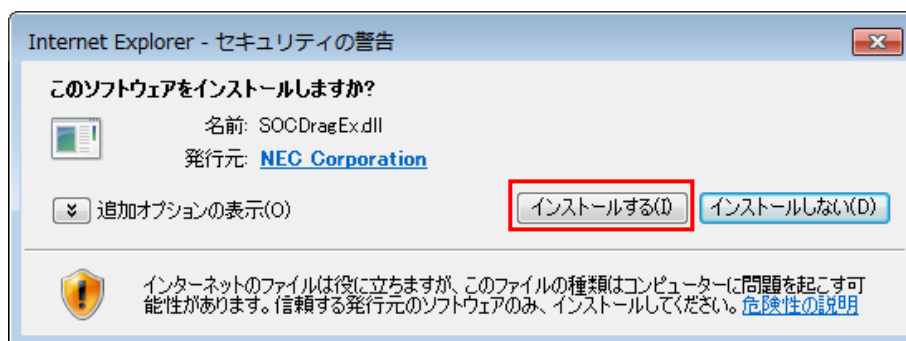 Internet Explorer - セキュリティの警告
このソフトウェアをインストールしますか?
名前: SOCDragEx.dll
発行元: NEC Corporation
追加オプションの表示(O)
インストールする(I)
インストールしない(D)
インターネットのファイルは役に立ちますが、このファイルの種類はコンピューターに問題を起こす可
能性があります。信頼する発行元のソフトウェアのみ、インストールしてください。危険性の説明